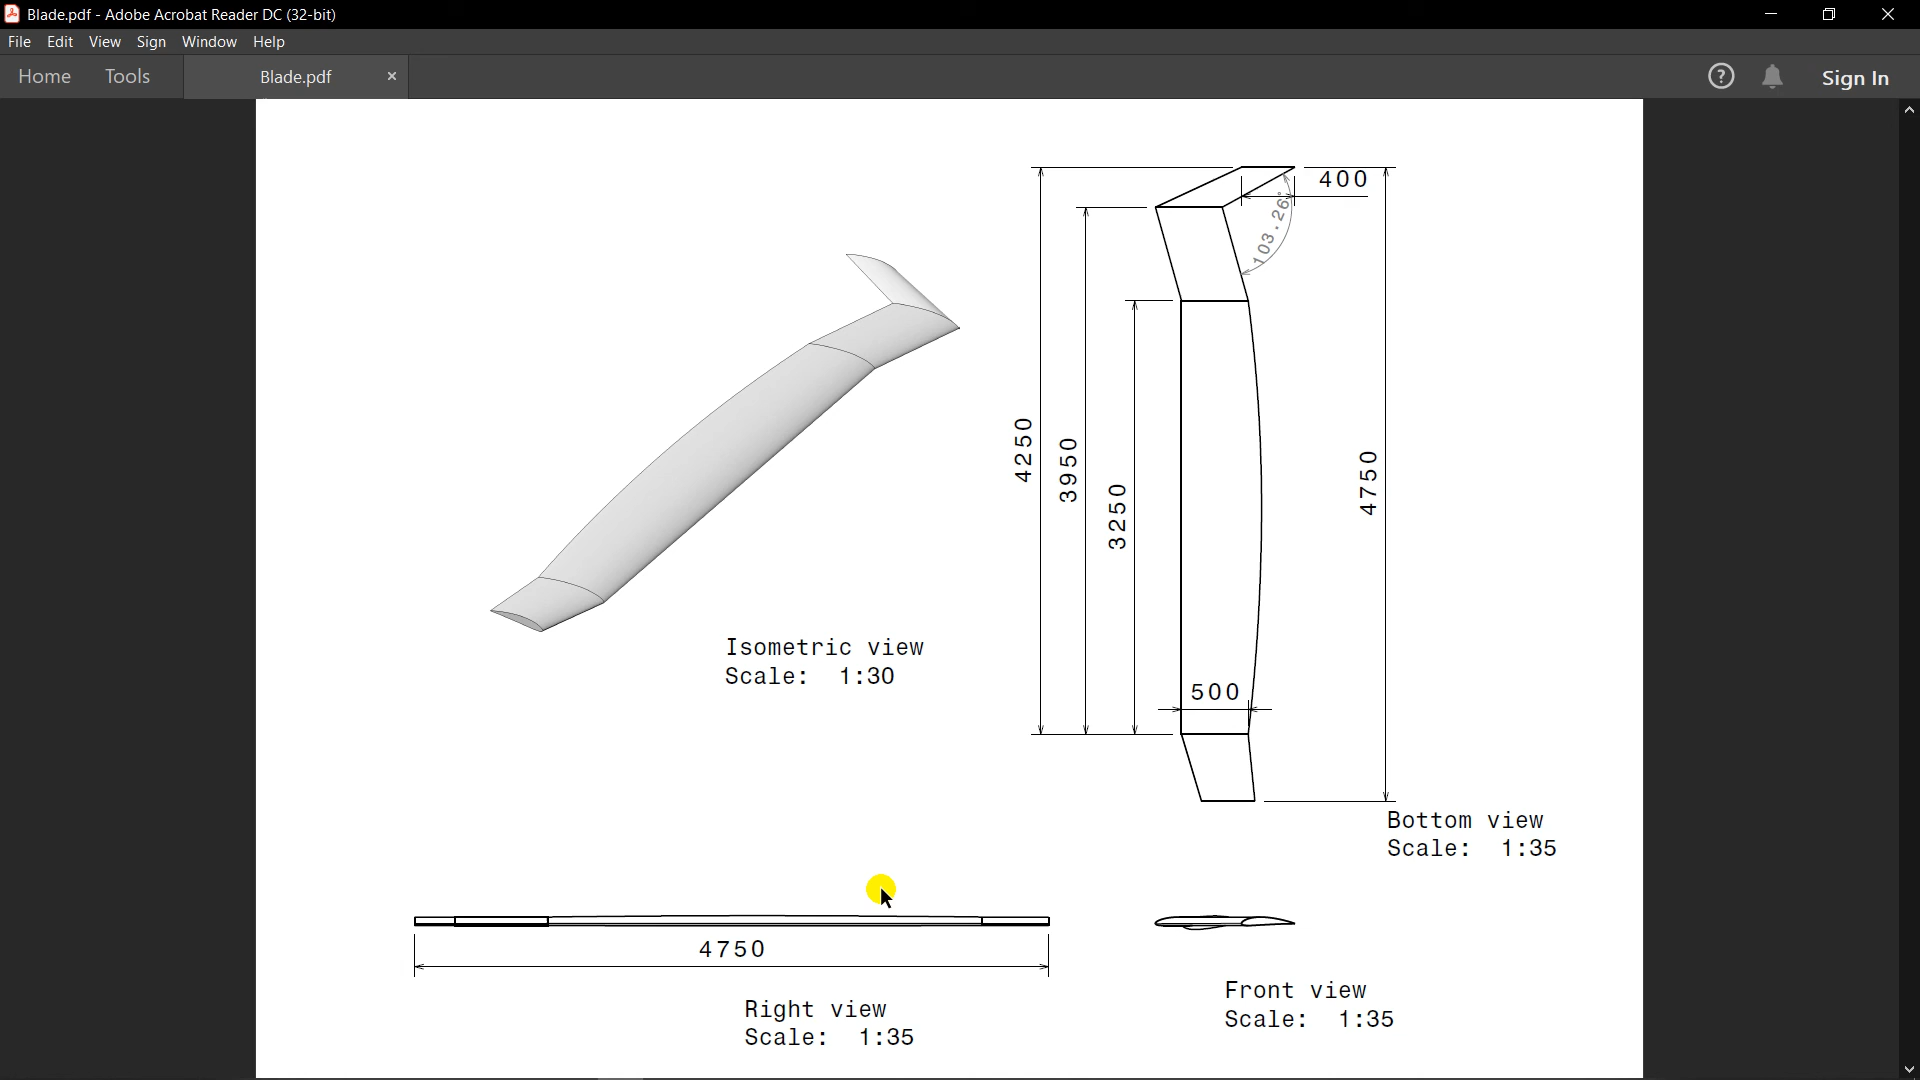 Blade.pdf - Adobe Acrobat Reader DC (32-bit)
File Edit View Sign Window Help
Home Tools Blade.pdf × ? Sign In
400
103.26°
4250
3950
3250
4750
500
Isometric view
Scale: 1:30
Bottom view
Scale: 1:35
4750
Right view
Scale: 1:35
Front view
Scale: 1:35